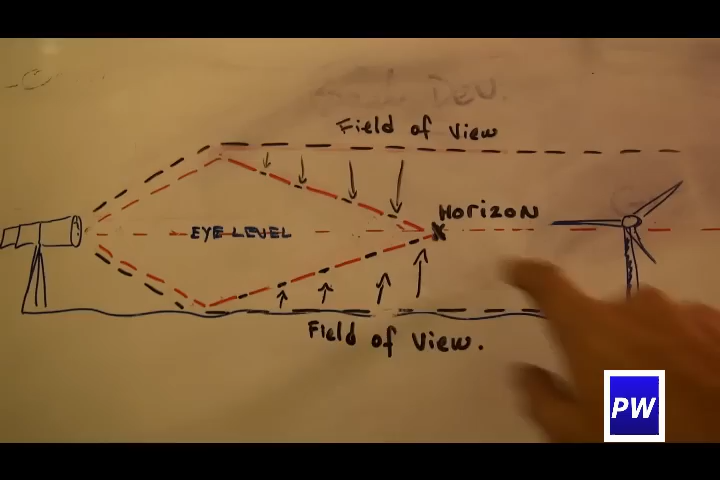 Field of View
Horizon
EYE LEVEL
Field of View.
PW